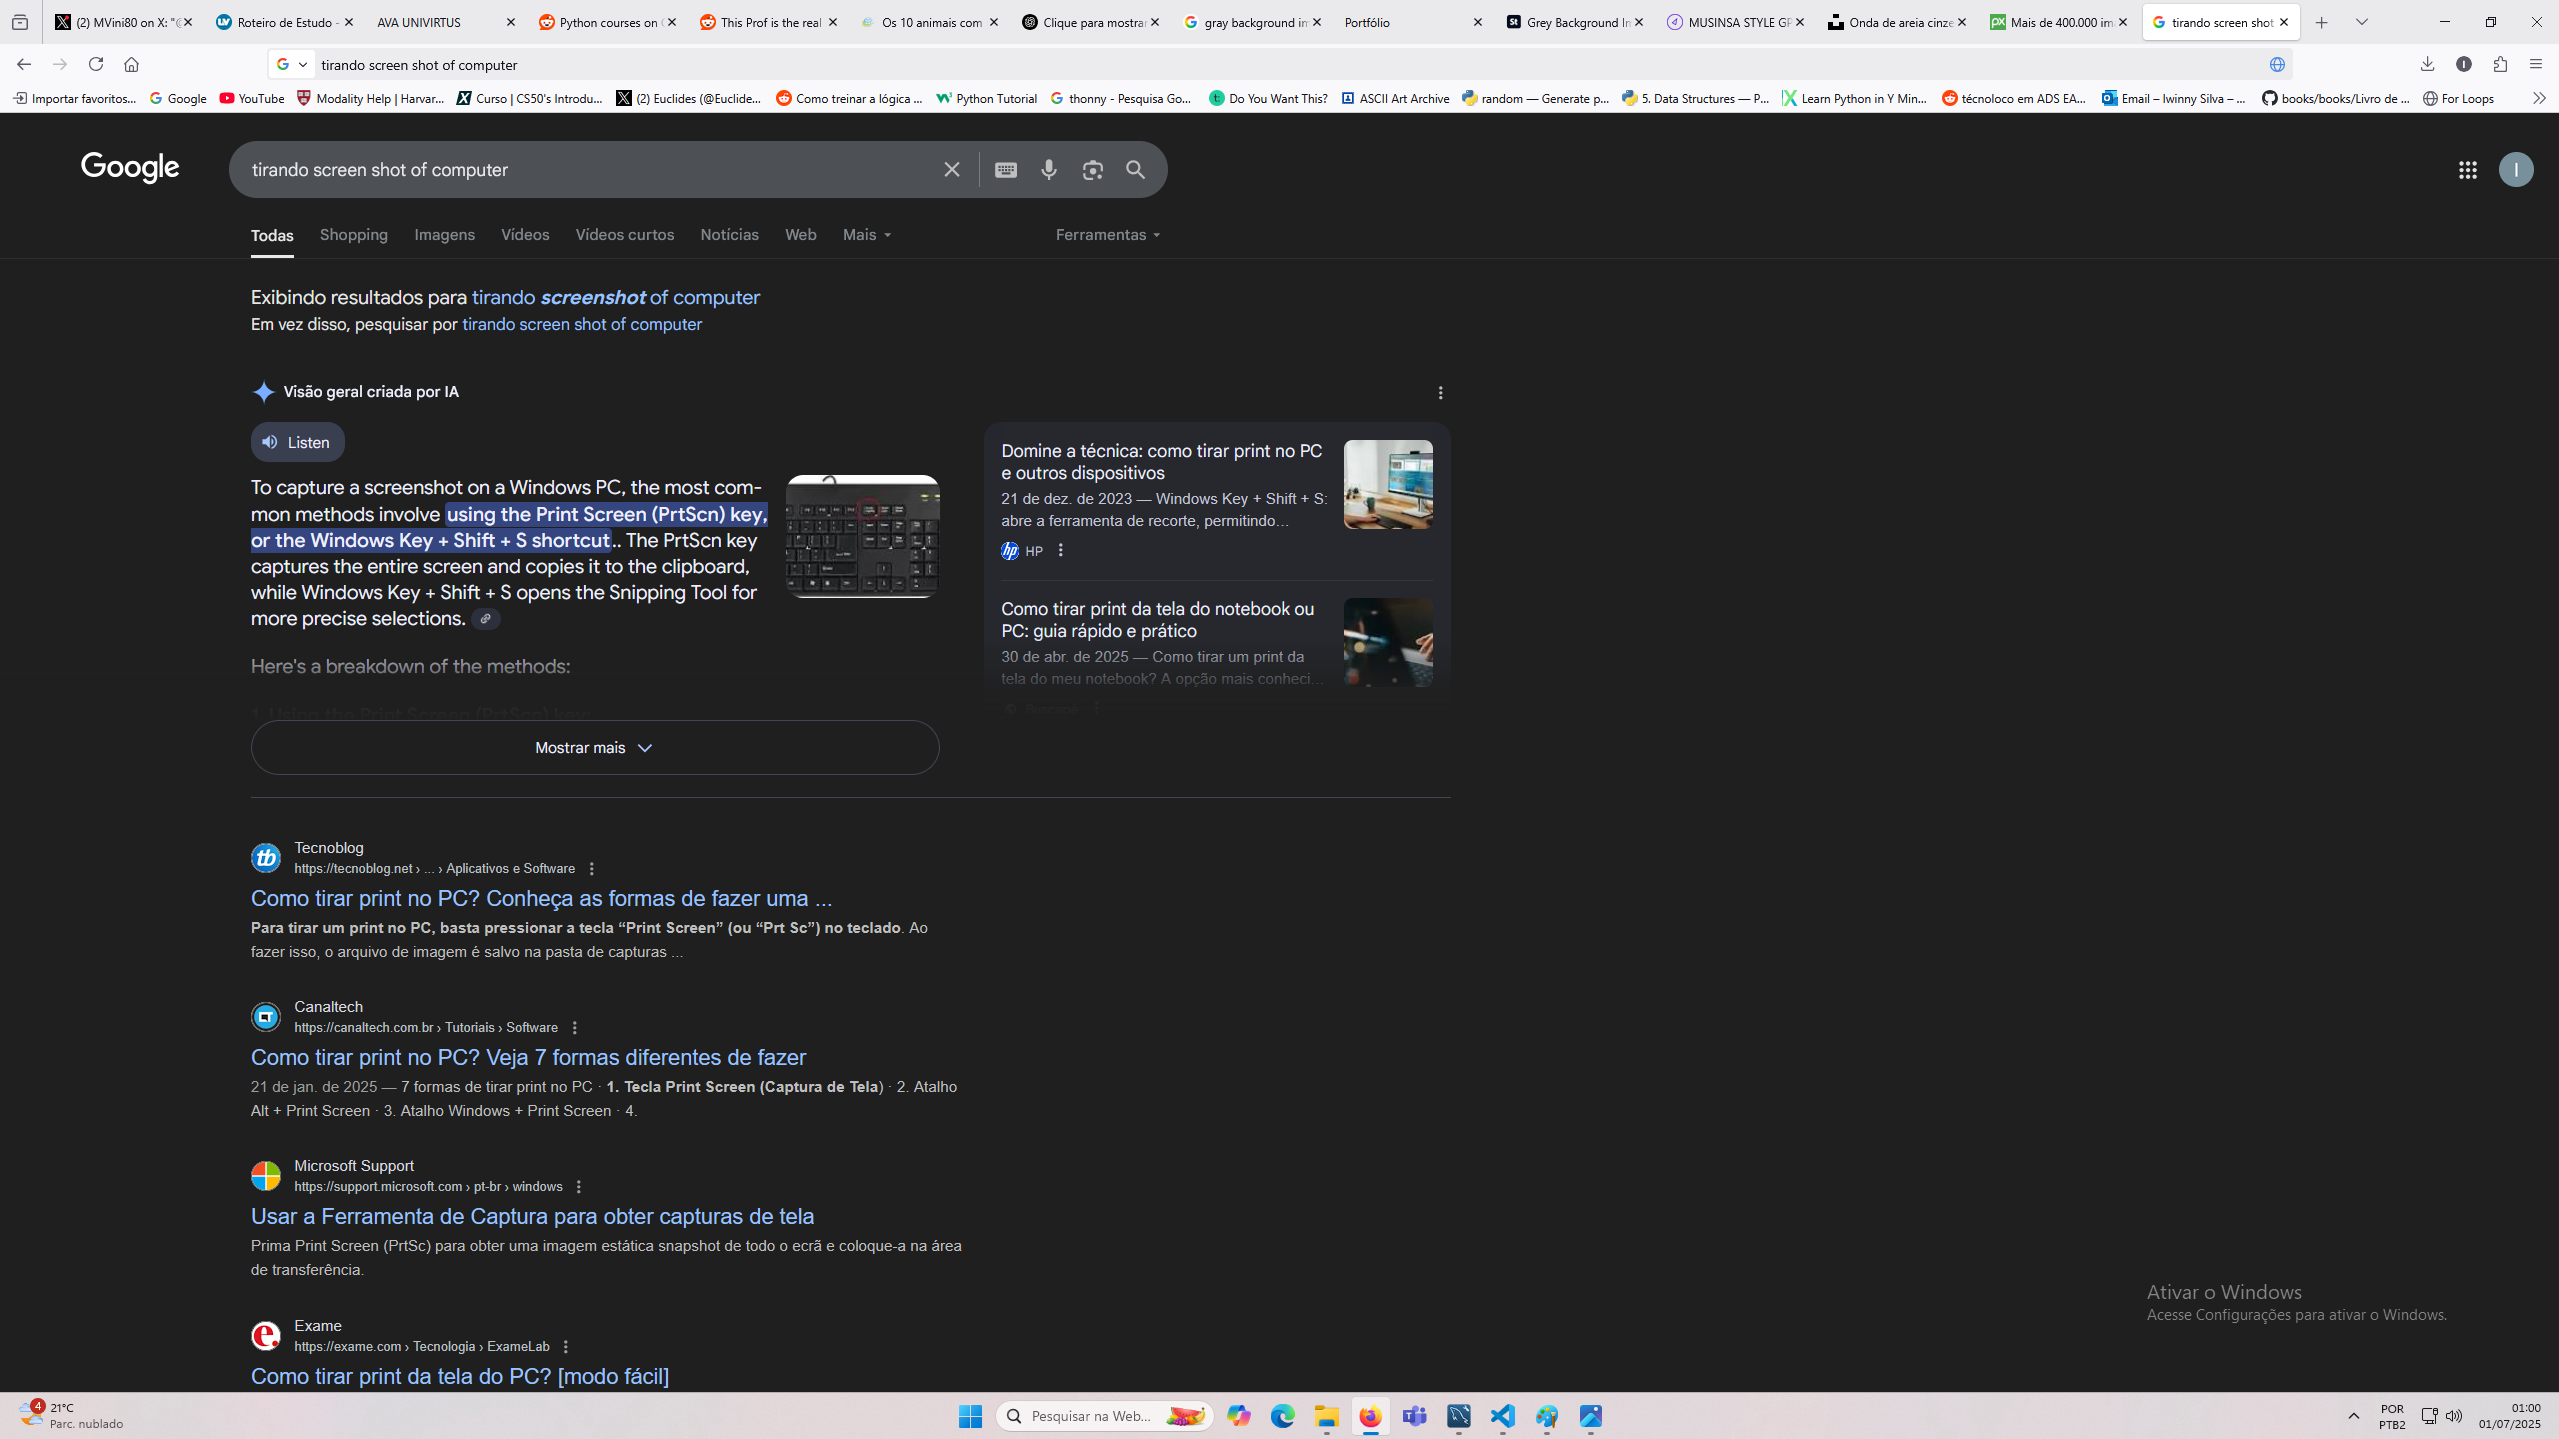 (2) MVini80 on X: "@
Roteiro de Estudo -
AVA UNIVIRTUS
Python courses on
This Prof is the real
Os 10 animais com
Clique para mostrar
gray background im
Portfólio
Grey Background In
MUSINSA STYLE GP
Onda de areia cinze
Mais de 400.000 im
tirando screen shot
tirando screen shot of computer
Importar favoritos...
Google
YouTube
Modality Help | Harvar...
Curso | CS50's Introdu...
(2) Euclides (@Euclide...
Como treinar a lógica ...
Python Tutorial
thonny - Pesquisa Go...
Do You Want This?
ASCII Art Archive
random — Generate p...
5. Data Structures — P...
Learn Python in Y Min...
técnoloco em ADS EA...
Email – Iwinny Silva – ...
books/books/Livro de ...
For Loops
Google
tirando screen shot of computer
I
Todas
Shopping
Imagens
Vídeos
Vídeos curtos
Notícias
Web
Mais
Ferramentas
Exibindo resultados para tirando screenshot of computer
Em vez disso, pesquisar por tirando screen shot of computer
Visão geral criada por IA
Listen
To capture a screenshot on a Windows PC, the most com-
mon methods involve using the Print Screen (PrtScn) key,
or the Windows Key + Shift + S shortcut.. The PrtScn key
captures the entire screen and copies it to the clipboard,
while Windows Key + Shift + S opens the Snipping Tool for
more precise selections.
Here's a breakdown of the methods:
1. Using the Print Screen (PrtScn) key:
Mostrar mais
Domine a técnica: como tirar print no PC
e outros dispositivos
21 de dez. de 2023 — Windows Key + Shift + S:
abre a ferramenta de recorte, permitindo...
hp HP
Como tirar print da tela do notebook ou
PC: guia rápido e prático
30 de abr. de 2025 — Como tirar um print da
tela do meu notebook? A opção mais conheci...
Buscapé
Tecnoblog
https://tecnoblog.net › ... › Aplicativos e Software
Como tirar print no PC? Conheça as formas de fazer uma ...
Para tirar um print no PC, basta pressionar a tecla “Print Screen” (ou “Prt Sc”) no teclado. Ao
fazer isso, o arquivo de imagem é salvo na pasta de capturas ...
Canaltech
https://canaltech.com.br › Tutoriais › Software
Como tirar print no PC? Veja 7 formas diferentes de fazer
21 de jan. de 2025 — 7 formas de tirar print no PC · 1. Tecla Print Screen (Captura de Tela) · 2. Atalho
Alt + Print Screen · 3. Atalho Windows + Print Screen · 4.
Microsoft Support
https://support.microsoft.com › pt-br › windows
Usar a Ferramenta de Captura para obter capturas de tela
Prima Print Screen (PrtSc) para obter uma imagem estática snapshot de todo o ecrã e coloque-a na área
de transferência.
Exame
https://exame.com › Tecnologia › ExameLab
Como tirar print da tela do PC? [modo fácil]
Ativar o Windows
Acesse Configurações para ativar o Windows.
4
21°C
Parc. nublado
Pesquisar na Web...
POR
PTB2
01:00
01/07/2025